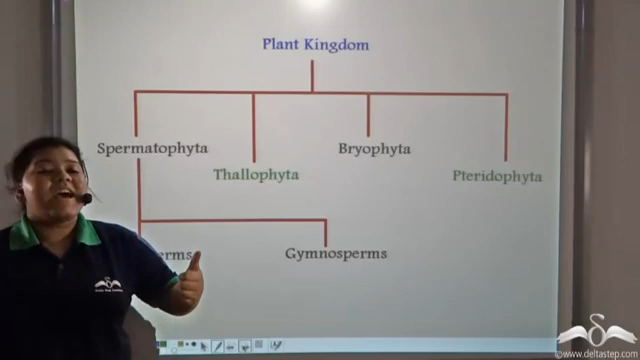 Plant Kingdom
Spermatophyta
Bryophyta
Thallophyta
Pteridophyta
Gymnosperms
©www.deltastep.com